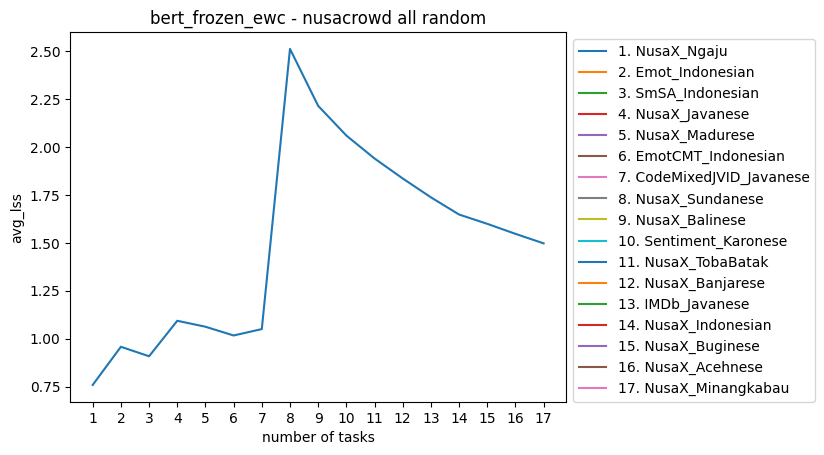 bert_frozen_ewc - nusacrowd all random
avg_lss
2.50
2.25
2.00
1.75
1.50
1.25
1.00
0.75
1 2 3 4 5 6 7 8 9 10 11 12 13 14 15 16 17
number of tasks
1. NusaX_Ngaju
2. Emot_Indonesian
3. SmSA_Indonesian
4. NusaX_Javanese
5. NusaX_Madurese
6. EmotCMT_Indonesian
7. CodeMixedJVID_Javanese
8. NusaX_Sundanese
9. NusaX_Balinese
10. Sentiment_Karonese
11. NusaX_TobaBatak
12. NusaX_Banjarese
13. IMDb_Javanese
14. NusaX_Indonesian
15. NusaX_Buginese
16. NusaX_Acehnese
17. NusaX_Minangkabau